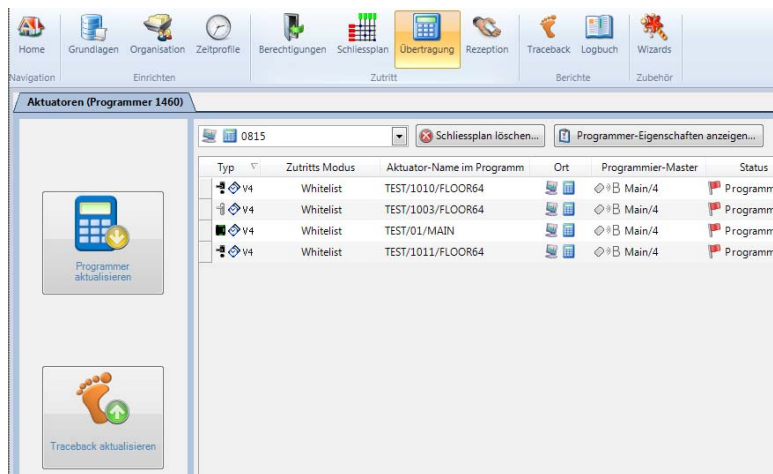 Home Grundlagen Organisation Zeitprofile Berechtigungen Schliessplan Übertragung Rezeption Traceback Logbuch Wizards
Navigation Einrichten Zutritt Berichte Zubehör
Aktuatoren (Programmer 1460)
0815 Schliessplan löschen... Programmer-Eigenschaften anzeigen...
Typ Zutritts Modus Aktuator-Name im Programm Ort Programmier-Master Status
V4 Whitelist TEST/1010/FLOOR64 B Main/4 Programm
V4 Whitelist TEST/1003/FLOOR64 B Main/4 Programm
V4 Whitelist TEST/01/MAIN B Main/4 Programm
V4 Whitelist TEST/1011/FLOOR64 B Main/4 Programm
Programmer
aktualisieren
Traceback aktualisieren